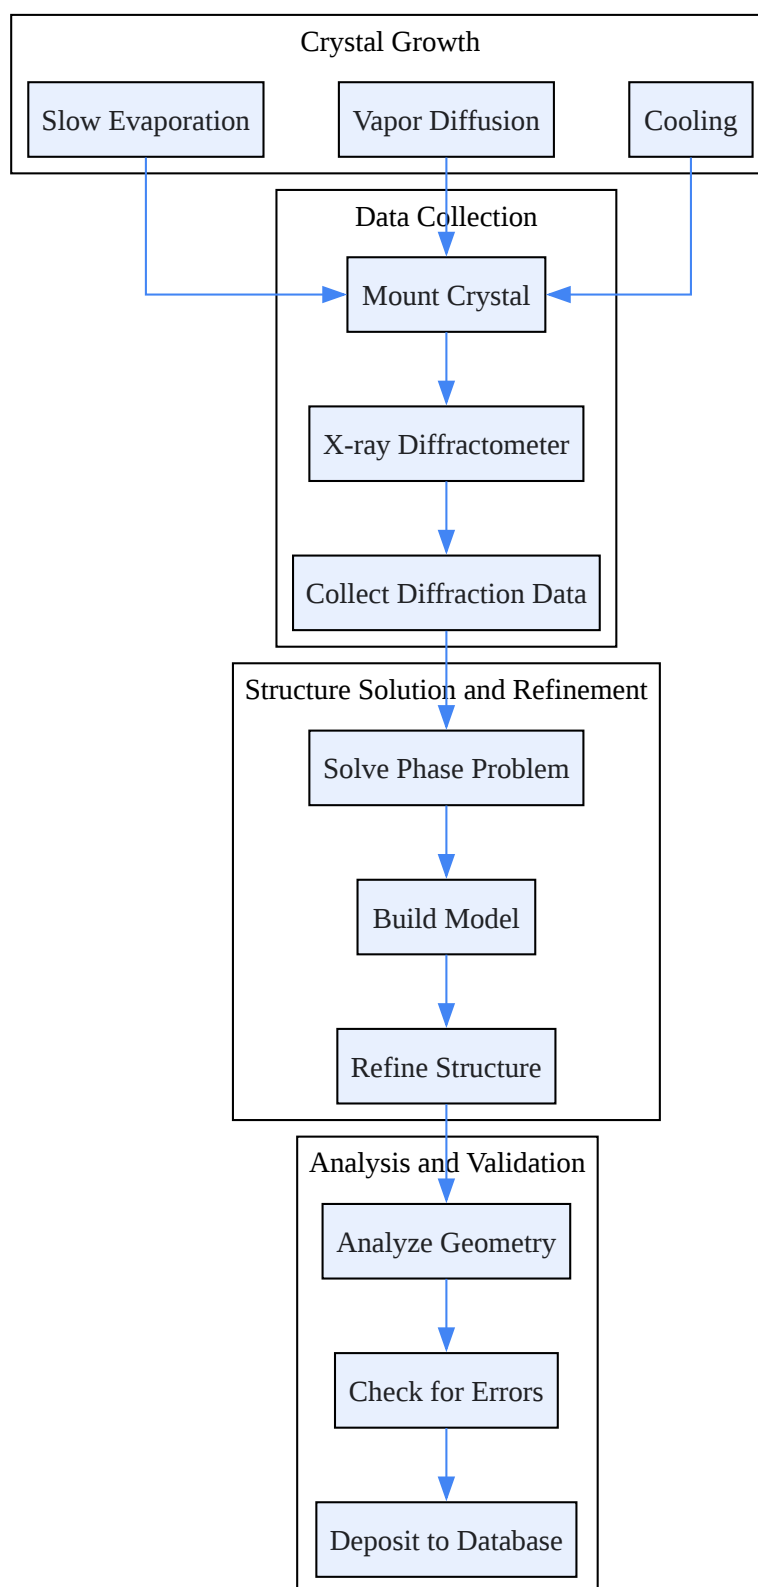 Crystal Growth
Slow Evaporation
Vapor Diffusion
Cooling
Data Collection
Mount Crystal
X-ray Diffractometer
Collect Diffraction Data
Structure Solution and Refinement
Solve Phase Problem
Build Model
Refine Structure
Analysis and Validation
Analyze Geometry
Check for Errors
Deposit to Database